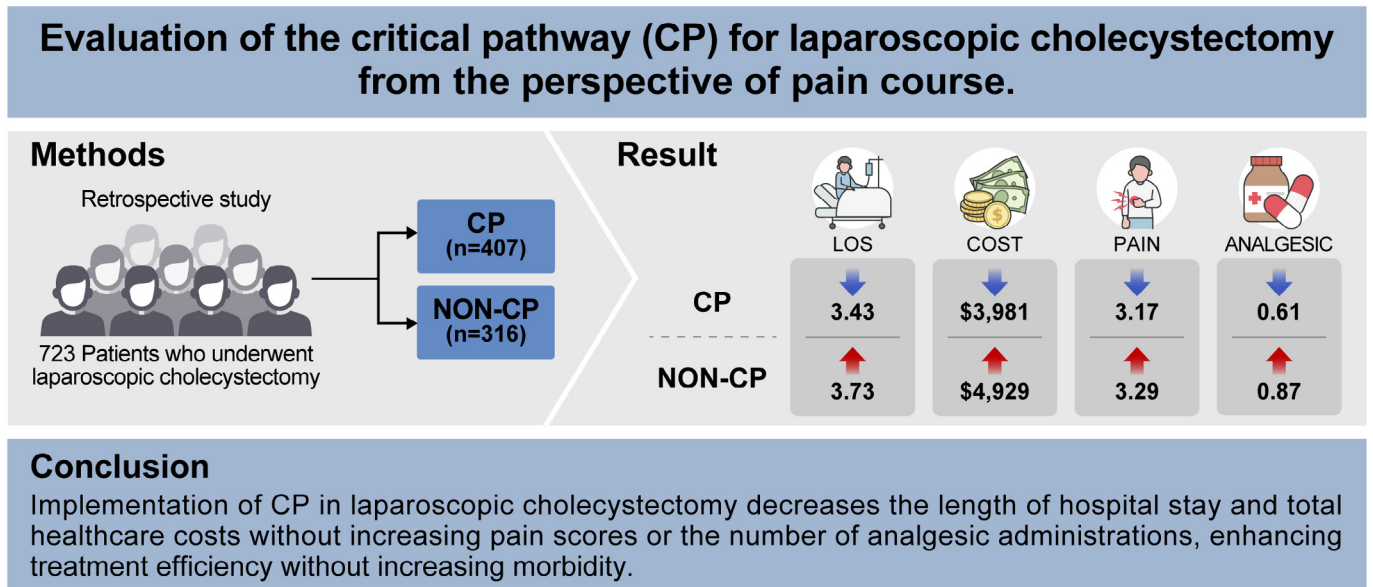 Evaluation of the critical pathway (CP) for laparoscopic cholecystectomy
from the perspective of pain course.
Methods
Retrospective study
723 Patients who underwent
laparoscopic cholecystectomy
CP
(n=407)
NON-CP
(n=316)
Result
LOS COST PAIN ANALGESIC
CP 3.43 $3,981 3.17 0.61
NON-CP 3.73 $4,929 3.29 0.87
Conclusion
Implementation of CP in laparoscopic cholecystectomy decreases the length of hospital stay and total
healthcare costs without increasing pain scores or the number of analgesic administrations, enhancing
treatment efficiency without increasing morbidity.